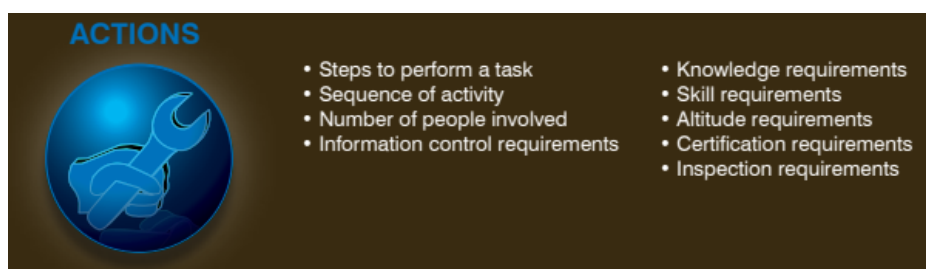 ACTIONS
• Steps to perform a task
• Sequence of activity
• Number of people involved
• Information control requirements
• Knowledge requirements
• Skill requirements
• Altitude requirements
• Certification requirements
• Inspection requirements